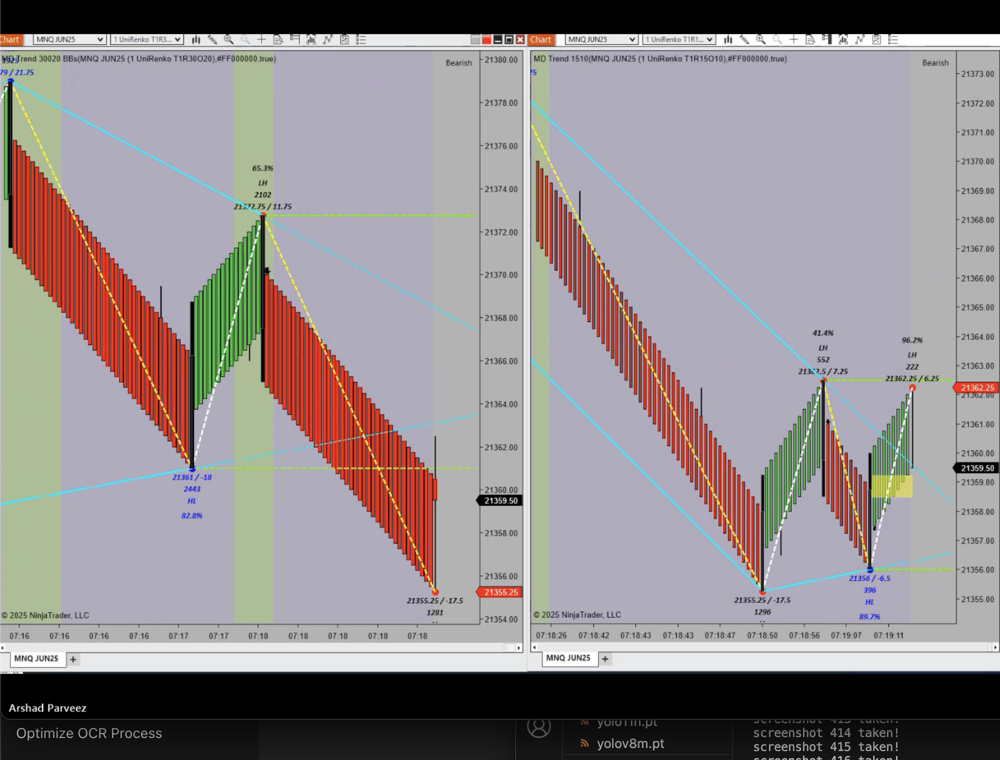 Chart MNQ JUN25 1 UniRenko T1R3...
MD Trend 30020 BBs(MNQ JUN25 (1 UniRenko T1R30O20),#FF000000,true)
Bearish
79 / 21.75
65.3%
LH
2102
21372.75 / 11.75
21361 / -18
2443
HL
82.8%
21355.25 / -17.5
1281
21380.00
21378.00
21376.00
21374.00
21372.00
21370.00
21368.00
21366.00
21364.00
21362.00
21360.00
21359.50
21356.00
21355.25
21354.00
© 2025 NinjaTrader, LLC
07:16 07:16 07:16 07:16 07:17 07:17 07:18 07:18 07:18 07:18 07:18
MNQ JUN25 +
Chart MNQ JUN25 1 UniRenko T1R1...
MD Trend 1510(MNQ JUN25 (1 UniRenko T1R15O10),#FF000000,true)
Bearish
41.4%
LH
552
21362.5 / 7.25
96.2%
LH
222
21362.25 / 6.25
21355.25 / -17.5
1296
21356 / -6.5
396
HL
89.7%
21373.00
21372.00
21371.00
21370.00
21369.00
21368.00
21367.00
21366.00
21365.00
21364.00
21363.00
21362.25
21362.00
21361.00
21360.00
21359.50
21359.00
21358.00
21357.00
21356.00
21355.00
© 2025 NinjaTrader, LLC
07:18:26 07:18:42 07:18:43 07:18:47 07:18:50 07:18:56 07:19:07 07:19:11
MNQ JUN25 +
Arshad Parveez
Optimize OCR Process
yolo11n.pt
yolov8m.pt
screenshot 413 taken!
screenshot 414 taken!
screenshot 415 taken!
screenshot 416 taken!